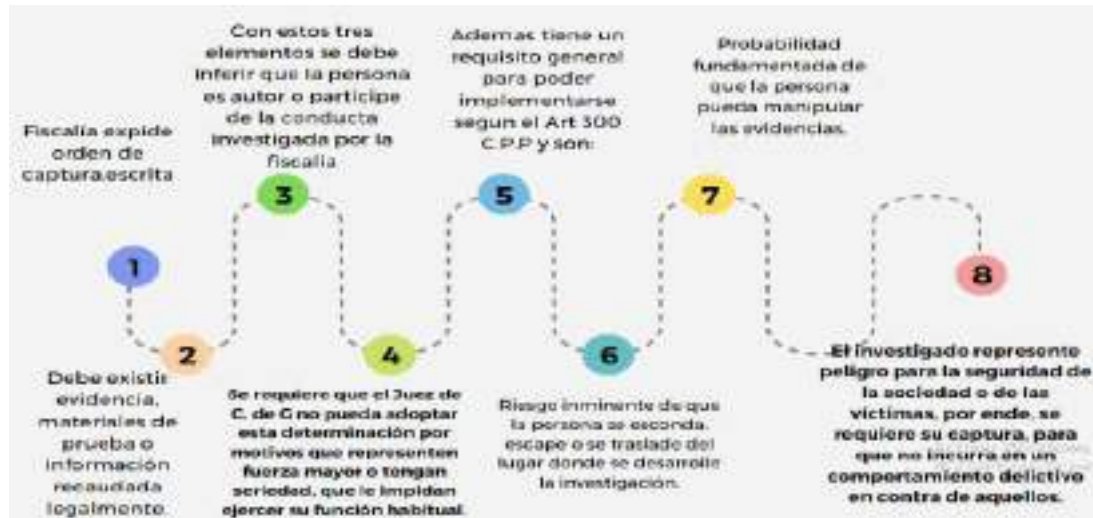 Fiscalía expide
orden de
captura.escrita
1
2
Debe existir
evidencia,
materiales de
prueba o
información
recaudada
legalmente.
Con estos tres
elementos se debe
inferir que la persona
es autor o participe
de la conducta
investigada por la
fiscalia
3
4
Se requiere que el Juez de
C. de G no pueda adoptar
esta determinación por
motivos que representen
fuerza mayor o tengan
seriedad, que le impidan
ejercer su función habitual.
Ademas tiene un
requisito general
para poder
implementarse
segun el Art 300
C.P.P y son:
5
6
Riesgo inminente de que
la persona se esconda,
escape o se traslade del
lugar donde se desarrolle
la investigación.
Probabilidad
fundamentada de
que la persona
pueda manipular
las evidencias.
7
8
El investigado represente
peligro para la seguridad de
la sociedad o de las
víctimas, por ende, se
requiere su captura, para
que no incurra en un
comportamiento delictivo
en contra de aquellos.